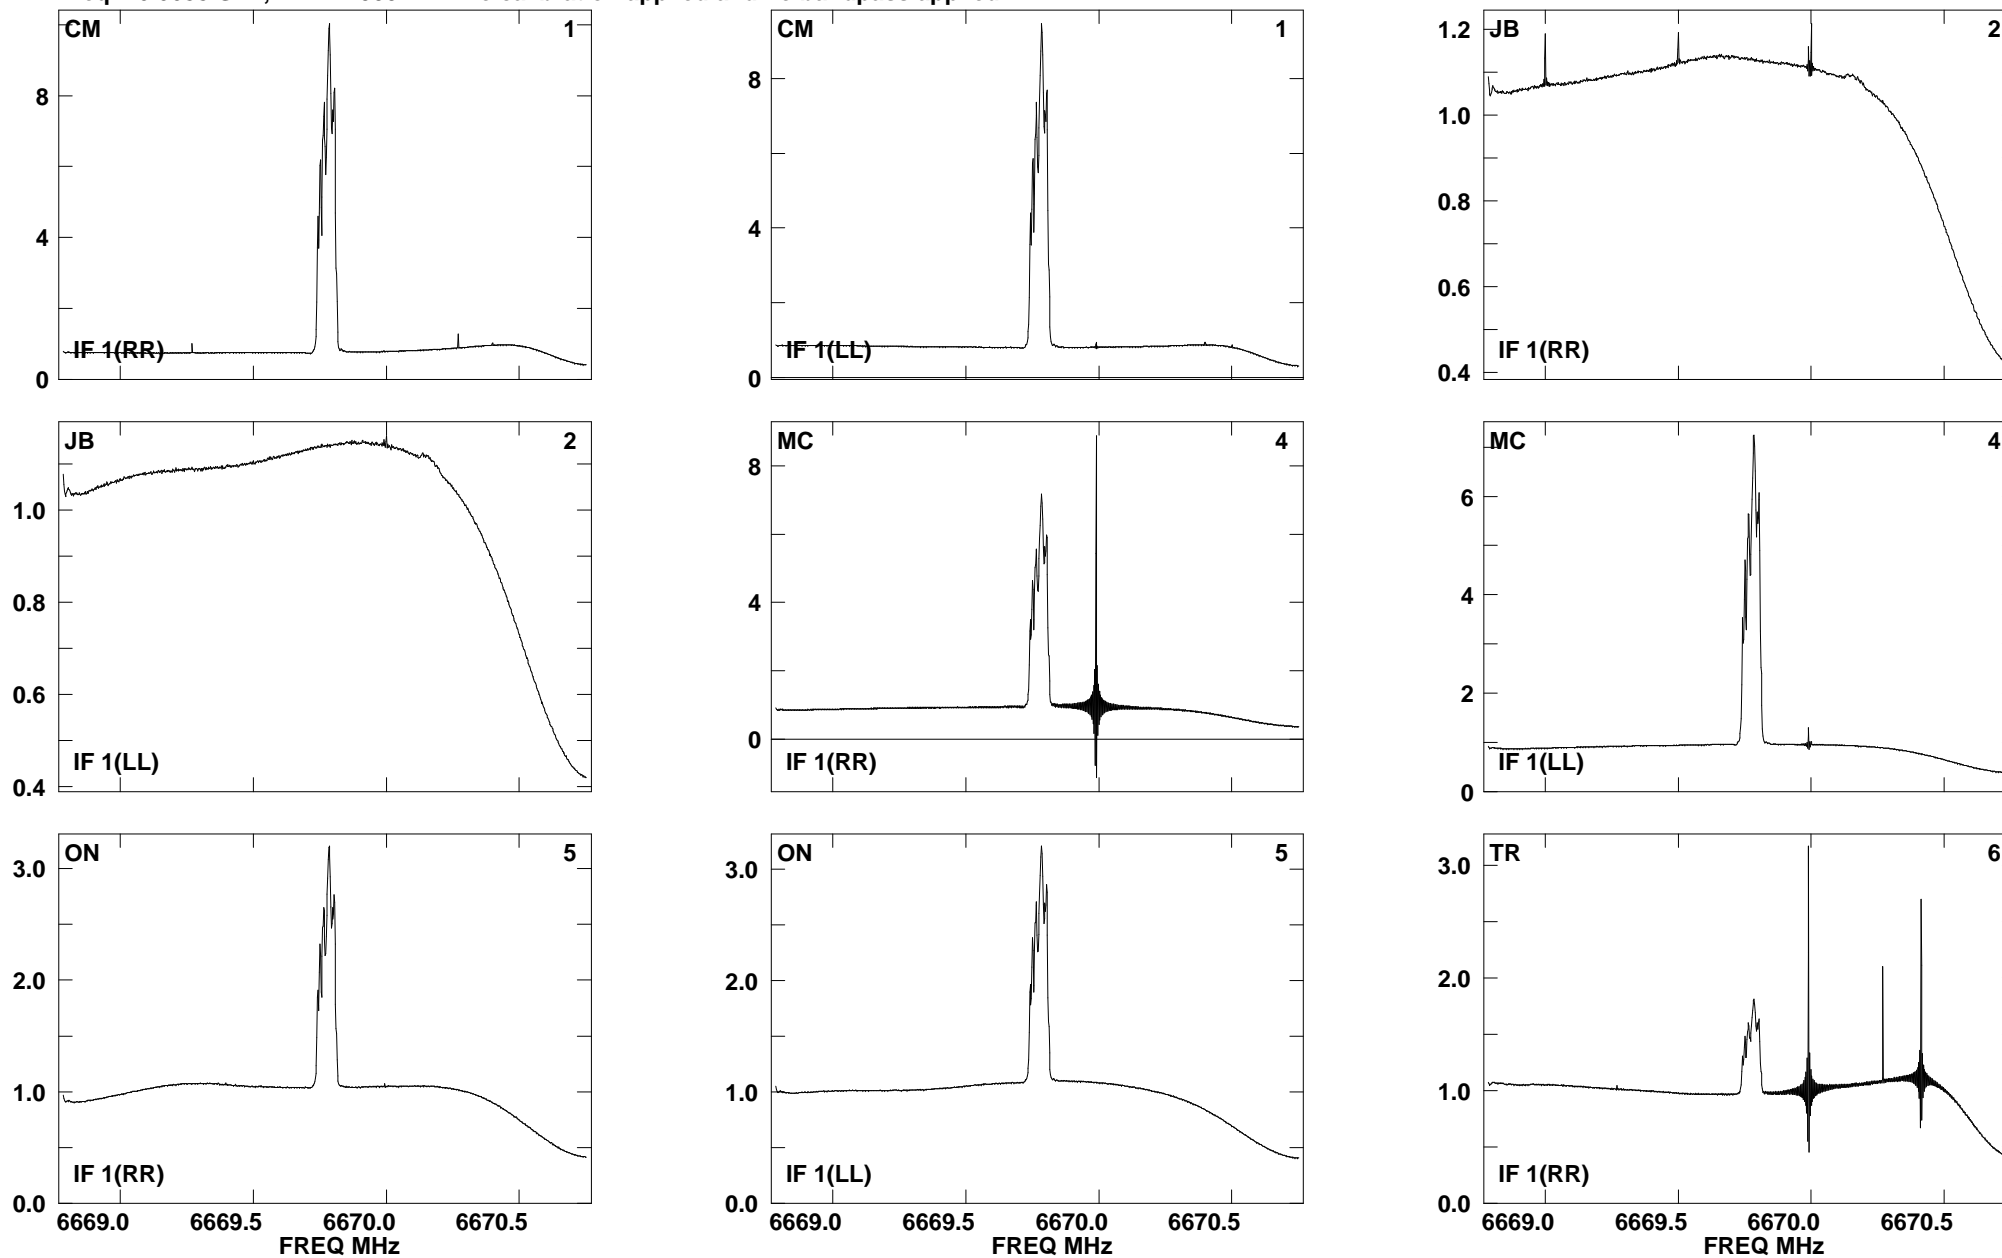 CM 1 CM 1 JB 2
8 8 1.2
1.0
4 4 0.8
0.6
IF 1(RR) IF 1(LL) IF 1(RR)
0 0 0.4
JB 2 MC 4 MC 4
1.0 8 6
0.8 4 4
0.6 2
0
IF 1(LL) IF 1(RR) IF 1(LL)
0.4 0
ON 5 ON 5 TR 6
3.0 3.0 3.0
2.0 2.0 2.0
1.0 1.0 1.0
IF 1(RR) IF 1(LL) IF 1(RR)
0.0 0.0 0.0
6669.0 6669.5 6670.0 6670.5 6669.0 6669.5 6670.0 6670.5 6669.0 6669.5 6670.0 6670.5
FREQ MHz FREQ MHz FREQ MHz